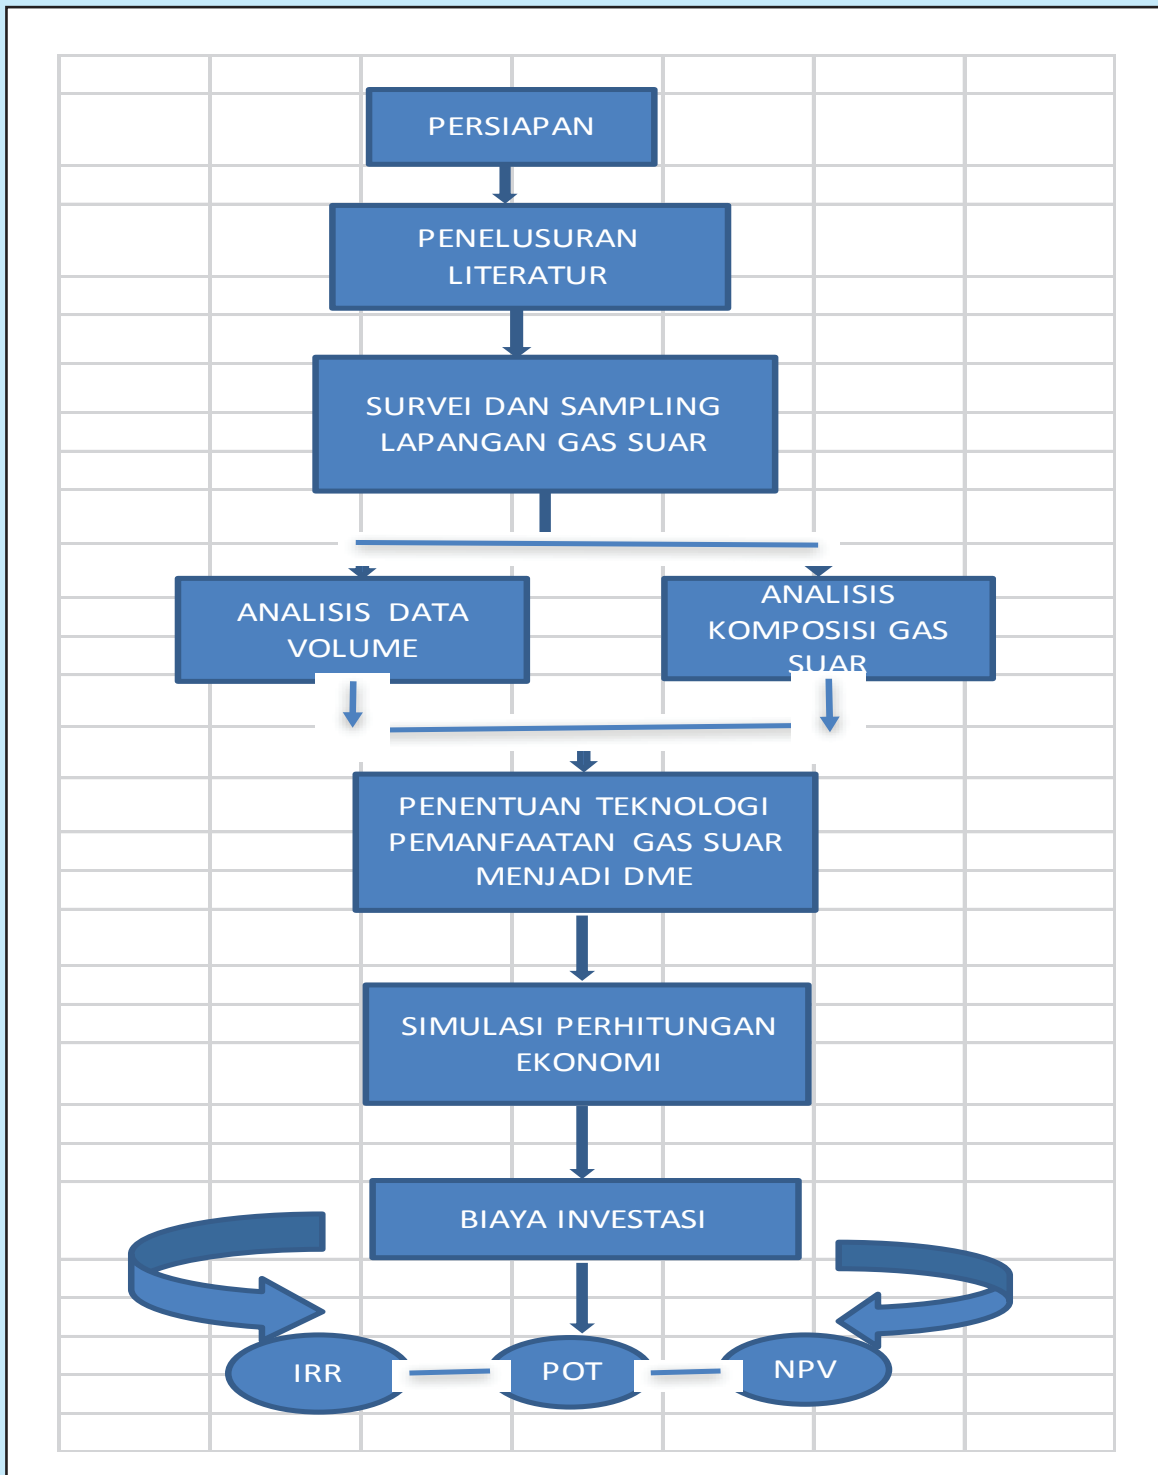 PERSIAPAN
PENELUSURAN
LITERATUR
SURVEI DAN SAMPLING
LAPANGAN GAS SUAR
ANALISIS DATA
VOLUME
ANALISIS
KOMPOSISI GAS
SUAR
PENENTUAN TEKNOLOGI
PEMANFAATAN GAS SUAR
MENJADI DME
SIMULASI PERHITUNGAN
EKONOMI
BIAYA INVESTASI
IRR
POT
NPV